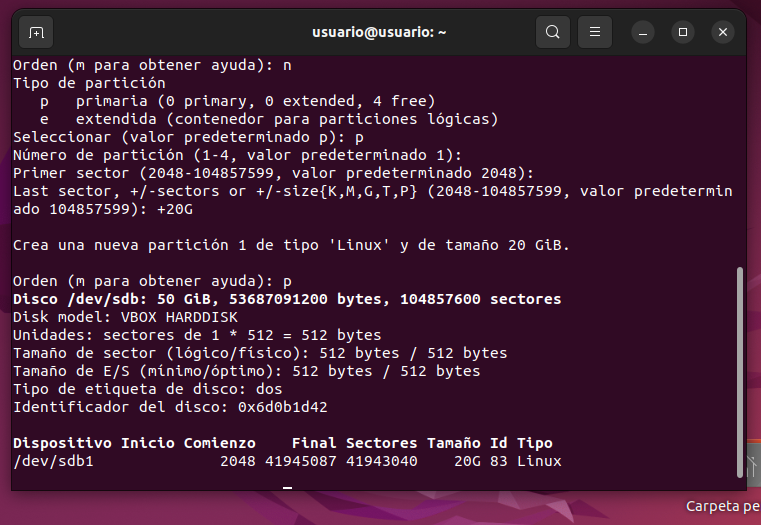 usuario@usuario: ~
Orden (m para obtener ayuda): n
Tipo de partición
   p   primaria (0 primary, 0 extended, 4 free)
   e   extendida (contenedor para particiones lógicas)
Seleccionar (valor predeterminado p): p
Número de partición (1-4, valor predeterminado 1):
Primer sector (2048-104857599, valor predeterminado 2048):
Last sector, +/-sectors or +/-size{K,M,G,T,P} (2048-104857599, valor predetermin
ado 104857599): +20G
Crea una nueva partición 1 de tipo 'Linux' y de tamaño 20 GiB.
Orden (m para obtener ayuda): p
Disco /dev/sdb: 50 GiB, 53687091200 bytes, 104857600 sectores
Disk model: VBOX HARDDISK
Unidades: sectores de 1 * 512 = 512 bytes
Tamaño de sector (lógico/físico): 512 bytes / 512 bytes
Tamaño de E/S (mínimo/óptimo): 512 bytes / 512 bytes
Tipo de etiqueta de disco: dos
Identificador del disco: 0x6d0b1d42
Dispositivo Inicio Comienzo    Final Sectores Tamaño Id Tipo
/dev/sdb1              2048 41945087 41943040    20G 83 Linux
Carpeta pe